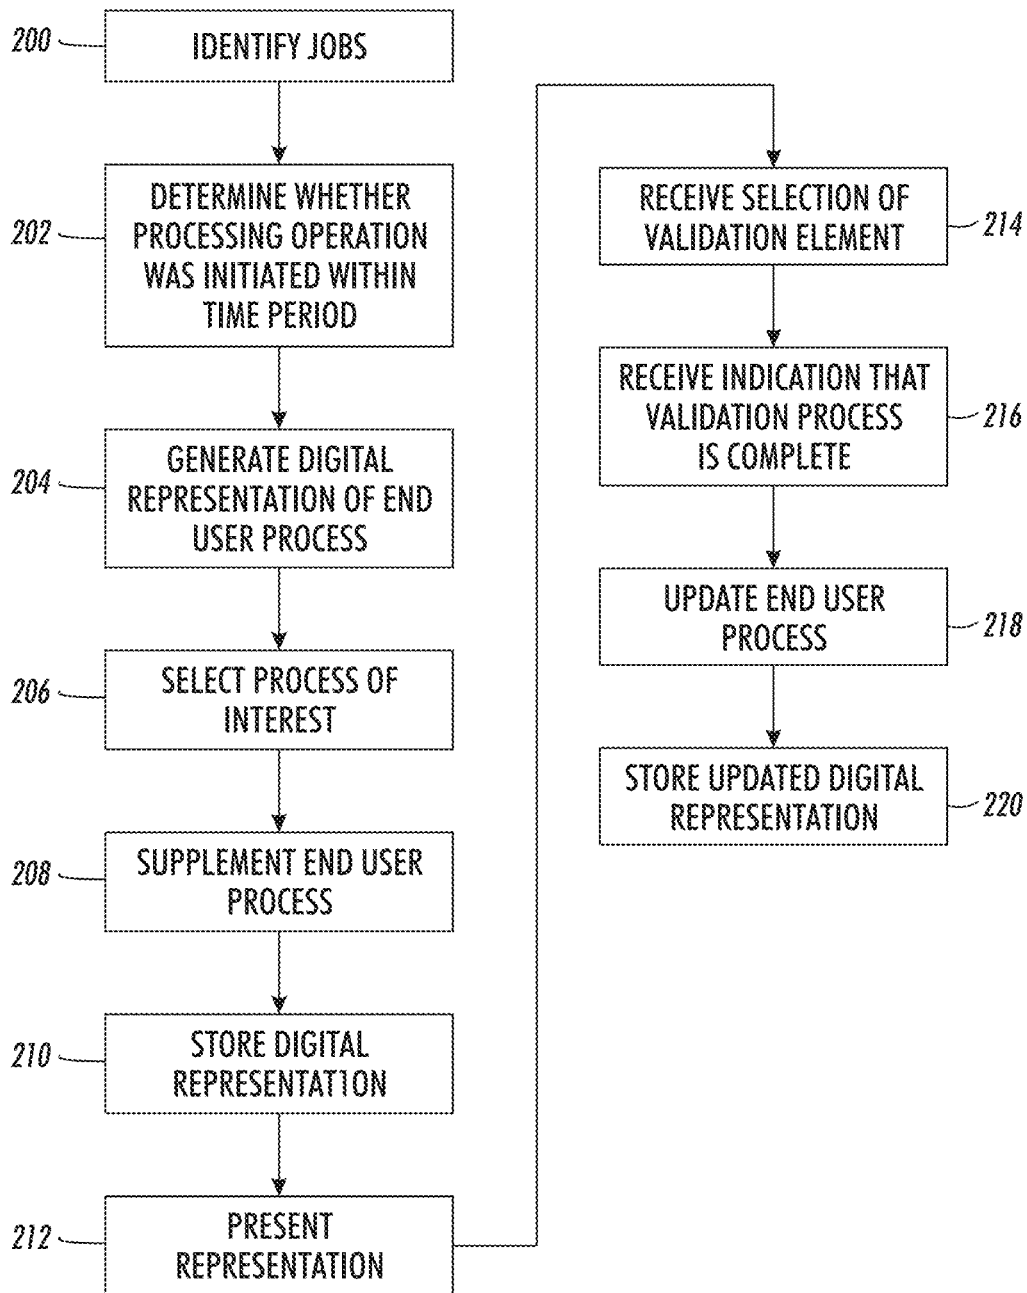 200
IDENTIFY JOBS
202
DETERMINE WHETHER
PROCESSING OPERATION
WAS INITIATED WITHIN
TIME PERIOD
204
GENERATE DIGITAL
REPRESENTATION OF END
USER PROCESS
206
SELECT PROCESS OF
INTEREST
208
SUPPLEMENT END USER
PROCESS
210
STORE DIGITAL
REPRESENTAT1ON
212
PRESENT
REPRESENTATION
RECEIVE SELECTION OF
VALIDATION ELEMENT
214
RECEIVE INDICATION THAT
VALIDATION PROCESS
IS COMPLETE
216
UPDATE END USER
PROCESS
218
STORE UPDATED DIGITAL
REPRESENTATION
220